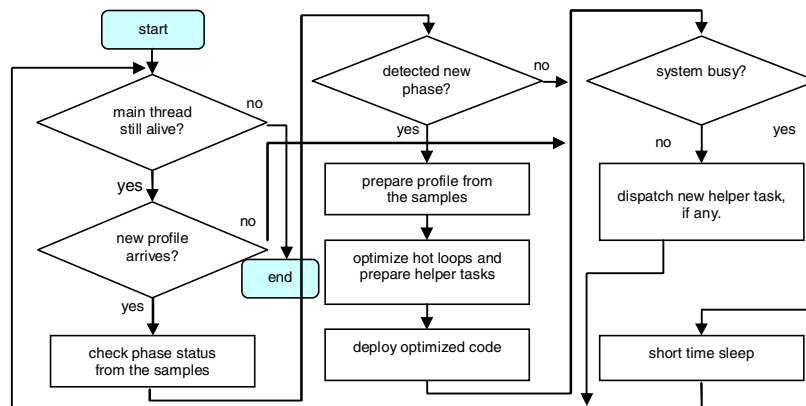 start
main thread
still alive?
no
yes
new profile
arrives?
no
yes
end
check phase status
from the samples
detected new
phase?
no
yes
prepare profile from
the samples
optimize hot loops and
prepare helper tasks
deploy optimized code
system busy?
yes
no
dispatch new helper task,
if any.
short time sleep